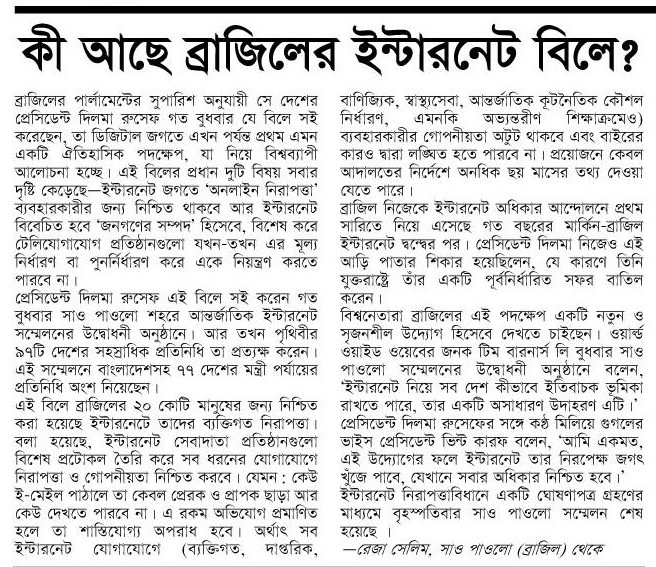 কী আছে ব্রাজিলের ইন্টারনেট বিলে?
ব্রাজিলের পার্লামেন্টের সুপারিশ অনুযায়ী সে দেশের
প্রেসিডেন্ট দিলমা রুসেফ গত বুধবার যে বিলে সই
করেছেন, তা ডিজিটাল জগতে এখন পর্যন্ত প্রথম এমন
একটি ঐতিহাসিক পদক্ষেপ, যা নিয়ে বিশ্বব্যাপী
আলোচনা হচ্ছে। এই বিলের প্রধান দুটি বিষয় সবার
দৃষ্টি কেড়েছে—ইন্টারনেট জগতে ‘অনলাইন নিরাপত্তা’
ব্যবহারকারীর জন্য নিশ্চিত থাকবে আর ইন্টারনেট
বিবেচিত হবে ‘জনগণের সম্পদ’ হিসেবে, বিশেষ করে
টেলিযোগাযোগ প্রতিষ্ঠানগুলো যখন-তখন এর মূল্য
নির্ধারণ বা পুনর্নির্ধারণ করে একে নিয়ন্ত্রণ করতে
পারবে না।
প্রেসিডেন্ট দিলমা রুসেফ এই বিলে সই করেন গত
বুধবার সাও পাওলো শহরে আন্তর্জাতিক ইন্টারনেট
সম্মেলনের উদ্বোধনী অনুষ্ঠানে। আর তখন পৃথিবীর
৯৭টি দেশের সহস্রাধিক প্রতিনিধি তা প্রত্যক্ষ করেন।
এই সম্মেলনে বাংলাদেশসহ ৭৭ দেশের মন্ত্রী পর্যায়ের
প্রতিনিধি অংশ নিয়েছেন।
এই বিলে ব্রাজিলের ২০ কোটি মানুষের জন্য নিশ্চিত
করা হয়েছে ইন্টারনেটে তাদের ব্যক্তিগত নিরাপত্তা।
বলা হয়েছে, ইন্টারনেট সেবাদাতা প্রতিষ্ঠানগুলো
বিশেষ প্রটোকল তৈরি করে সব ধরনের যোগাযোগে
নিরাপত্তা ও গোপনীয়তা নিশ্চিত করবে। যেমন : কেউ
ই-মেইল পাঠালে তা কেবল প্রেরক ও প্রাপক ছাড়া আর
কেউ দেখতে পারবে না। এ রকম অভিযোগ প্রমাণিত
হলে তা শাস্তিযোগ্য অপরাধ হবে। অর্থাৎ সব
ইন্টারনেট যোগাযোগে (ব্যক্তিগত, দাপ্তরিক,
বাণিজ্যিক, স্বাস্থ্যসেবা, আন্তর্জাতিক কূটনৈতিক কৌশল
নির্ধারণ, এমনকি অভ্যন্তরীণ শিক্ষাক্রমেও)
ব্যবহারকারীর গোপনীয়তা অটুট থাকবে এবং বাইরের
কারও দ্বারা লঙ্ঘিত হতে পারবে না। প্রয়োজনে কেবল
আদালতের নির্দেশে অনধিক ছয় মাসের তথ্য দেওয়া
যেতে পারে।
ব্রাজিল নিজেকে ইন্টারনেট অধিকার আন্দোলনে প্রথম
সারিতে নিয়ে এসেছে গত বছরের মার্কিন-ব্রাজিল
ইন্টারনেট দ্বন্দ্বের পর। প্রেসিডেন্ট দিলমা নিজেও এই
আড়ি পাতার শিকার হয়েছিলেন, যে কারণে তিনি
যুক্তরাষ্ট্রে তাঁর একটি পূর্বনির্ধারিত সফর বাতিল
করেন।
বিশ্বনেতারা ব্রাজিলের এই পদক্ষেপ একটি নতুন ও
সৃজনশীল উদ্যোগ হিসেবে দেখতে চাইছেন। ওয়ার্ল্ড
ওয়াইড ওয়েবের জনক টিম বারনার্স লি বুধবার সাও
পাওলো সম্মেলনের উদ্বোধনী অনুষ্ঠানে বলেন,
‘ইন্টারনেট নিয়ে সব দেশ কীভাবে ইতিবাচক ভূমিকা
রাখতে পারে, তার একটি অসাধারণ উদাহরণ এটি।’
প্রেসিডেন্ট দিলমা রুসেফের সঙ্গে কণ্ঠ মিলিয়ে গুগলের
ভাইস প্রেসিডেন্ট ভিন্ট কারফ বলেন, ‘আমি একমত,
এই উদ্যোগের ফলে ইন্টারনেট তার নিরপেক্ষ জগৎ
খুঁজে পাবে, যেখানে সবার অধিকার নিশ্চিত হবে।’
ইন্টারনেট নিরাপত্তাবিধানে একটি ঘোষণাপত্র গ্রহণের
মাধ্যমে বৃহস্পতিবার সাও পাওলো সম্মেলন শেষ
হয়েছে ।
—রেজা সেলিম, সাও পাওলো (ব্রাজিল) থেকে